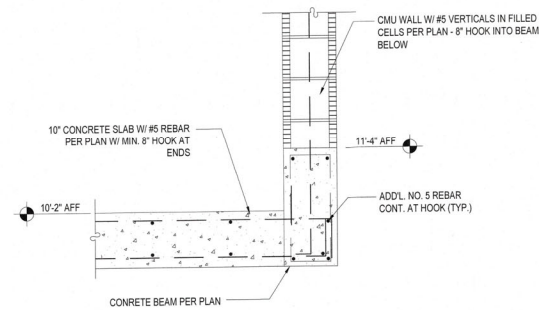 CMU WALL W/ #5 VERTICALS IN FILLED
CELLS PER PLAN - 8" HOOK INTO BEAM
BELOW
10" CONCRETE SLAB W/ #5 REBAR
PER PLAN W/ MIN. 8" HOOK AT
ENDS
11'-4" AFF
ADD'L. NO. 5 REBAR
CONT. AT HOOK (TYP.)
10'-2" AFF
CONRETE BEAM PER PLAN